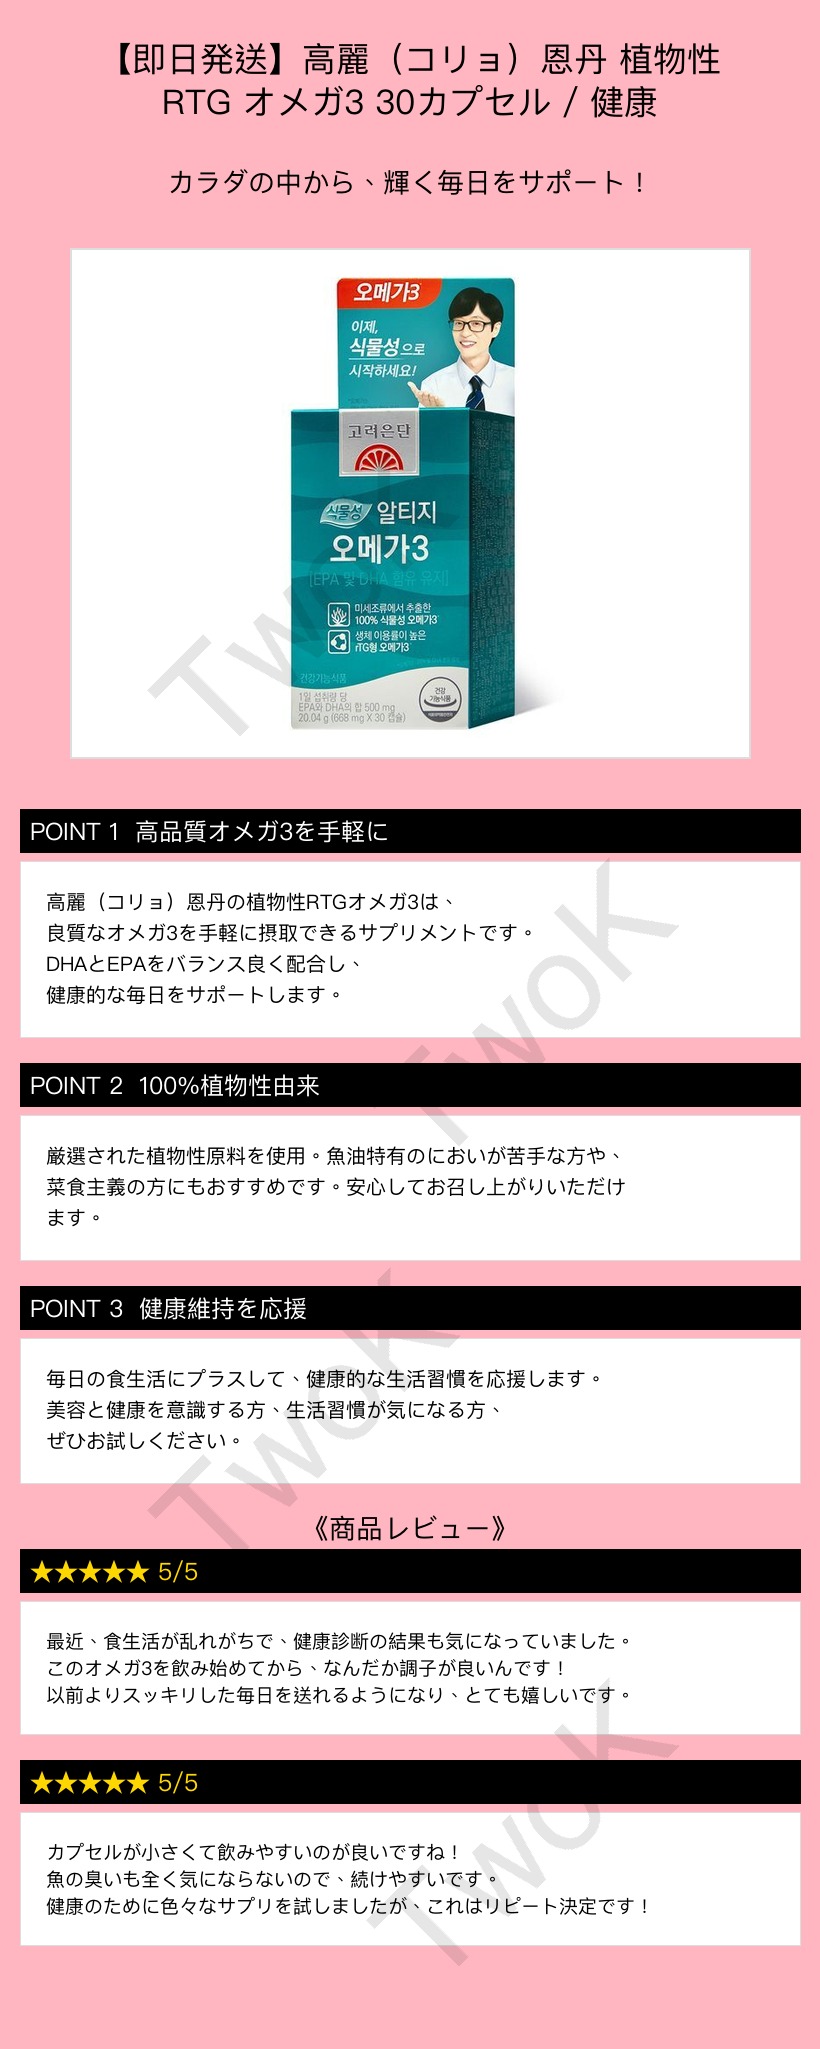 【即日発送】高麗（コリョ）恩丹 植物性
RTG オメガ3 30カプセル / 健康
カラダの中から、輝く毎日をサポート！
오메가3
이제,
식물성으로
시작하세요!
고려은단
식물성 알티지
오메가3
[EPA 및 DHA 함유 유지]
미세조류에서 추출한
100% 식물성 오메가3
생체 이용률이 높은
rTG형 오메가3
건강기능식품
1일 섭취량 당
EPA와 DHA의 합 500 mg
20.04 g (668 mg X 30 캡슐)
건강
기능식품
TwoK
POINT 1 高品質オメガ3を手軽に
高麗（コリョ）恩丹の植物性RTGオメガ3は、
良質なオメガ3を手軽に摂取できるサプリメントです。
DHAとEPAをバランス良く配合し、
健康的な毎日をサポートします。
TwoK
POINT 2 100%植物性由来
厳選された植物性原料を使用。魚油特有のにおいが苦手な方や、
菜食主義の方にもおすすめです。安心してお召し上がりいただけ
ます。
POINT 3 健康維持を応援
毎日の食生活にプラスして、健康的な生活習慣を応援します。
美容と健康を意識する方、生活習慣が気になる方、
ぜひお試しください。
TwoK
《商品レビュー》
★★★★★ 5/5
最近、食生活が乱れがちで、健康診断の結果も気になっていました。
このオメガ3を飲み始めてから、なんだか調子が良いんです！
以前よりスッキリした毎日を送れるようになり、とても嬉しいです。
★★★★★ 5/5
カプセルが小さくて飲みやすいのが良いですね！
魚の臭いも全く気にならないので、続けやすいです。
健康のために色々なサプリを試しましたが、これはリピート決定です！
TwoK